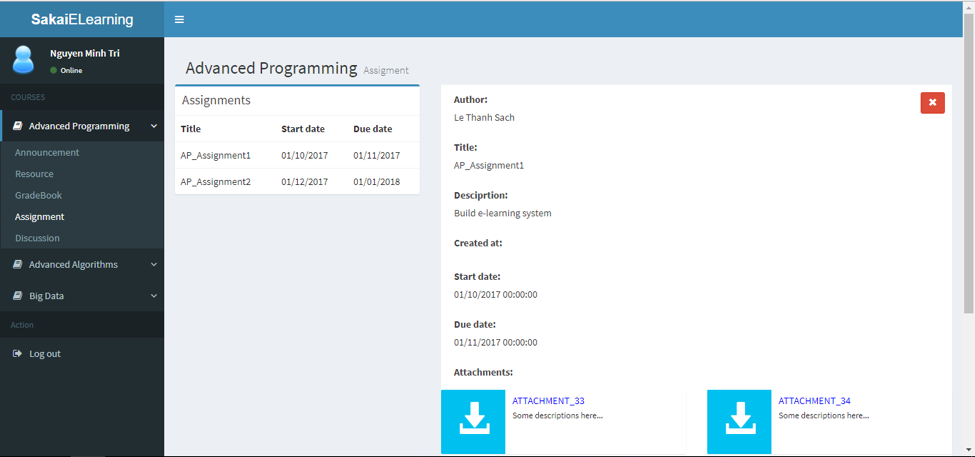 SakaiELearning
Nguyen Minh Tri
Online
COURSES
Advanced Programming
Announcement
Resource
GradeBook
Assignment
Discussion
Advanced Algorithms
Big Data
Action
Log out
Advanced Programming Assigment
Assignments
Title Start date Due date
AP_Assignment1 01/10/2017 01/11/2017
AP_Assignment2 01/12/2017 01/01/2018
Author:
Le Thanh Sach
Title:
AP_Assignment1
Desciprtion:
Build e-learning system
Created at:
Start date:
01/10/2017 00:00:00
Due date:
01/11/2017 00:00:00
Attachments:
ATTACHMENT_33
Some descriptions here...
ATTACHMENT_34
Some descriptions here...